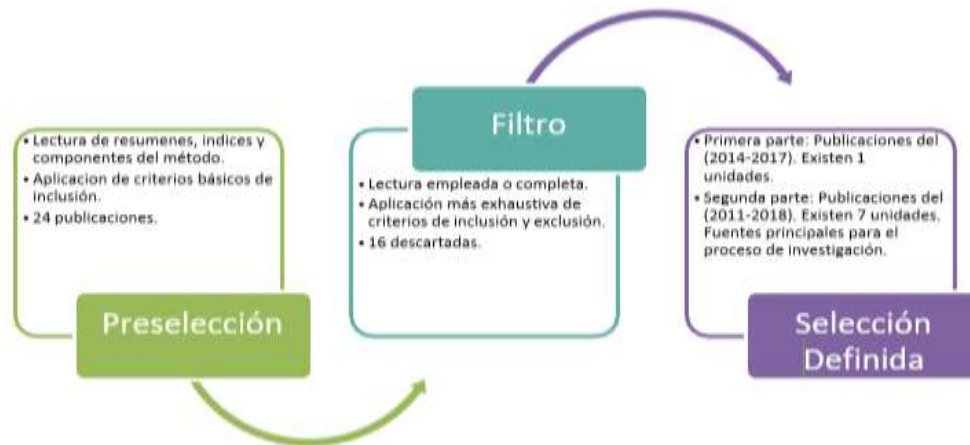 • Lectura de resumenes, indices y
componentes del método.
• Aplicacion de criterios básicos de
inclusión.
• 24 publicaciones.
Preselección
Filtro
• Lectura empleada o completa.
• Aplicación más exhaustiva de
criterios de inclusión y exclusión.
• 16 descartadas.
• Primera parte: Publicaciones del
(2014-2017). Existen 1
unidades.
• Segunda parte: Publicaciones del
(2011-2018). Existen 7 unidades.
Fuentes principales para el
proceso de investigación.
Selección
Definida